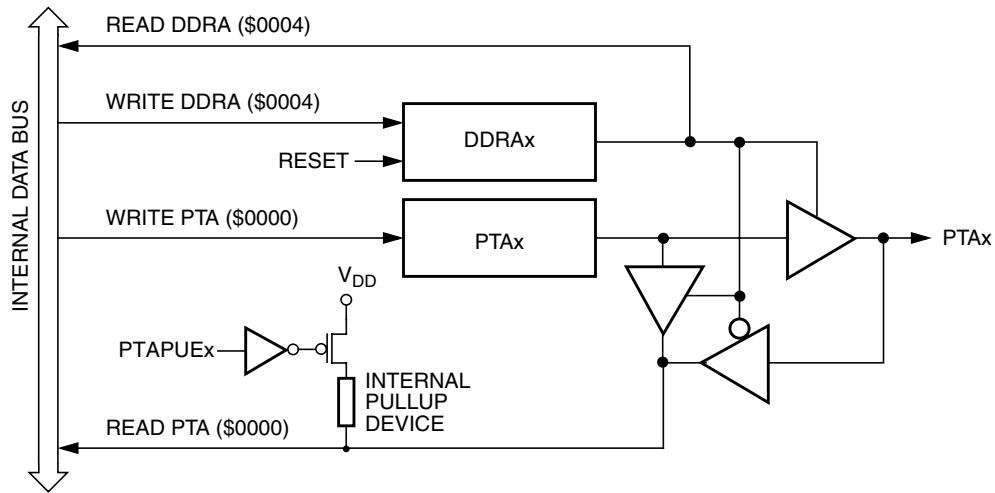 READ DDRA ($0004)
WRITE DDRA ($0004)
DDRAx
RESET
INTERNAL DATA BUS
WRITE PTA ($0000)
PTAx
PTAx
VDD
PTAPUEx
INTERNAL
PULLUP
DEVICE
READ PTA ($0000)